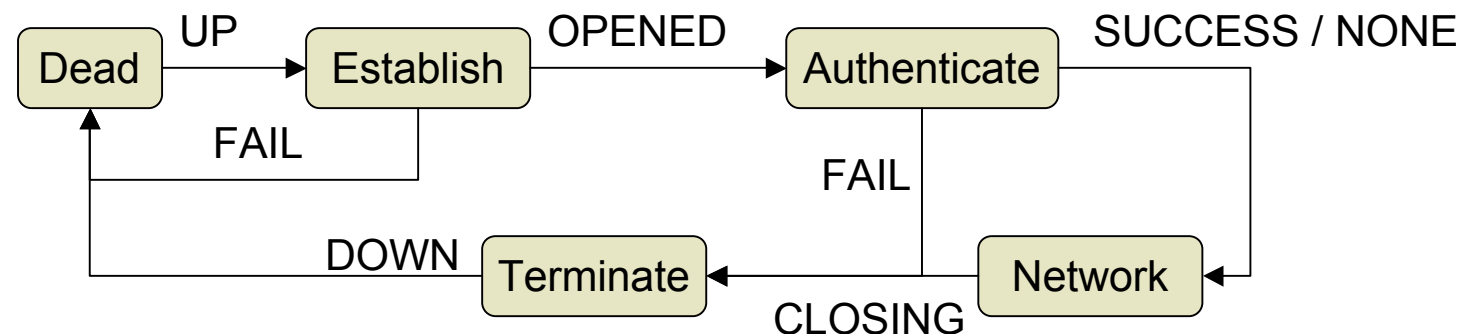 UP
OPENED
SUCCESS / NONE
Dead
Establish
Authenticate
FAIL
FAIL
DOWN
Terminate
Network
CLOSING